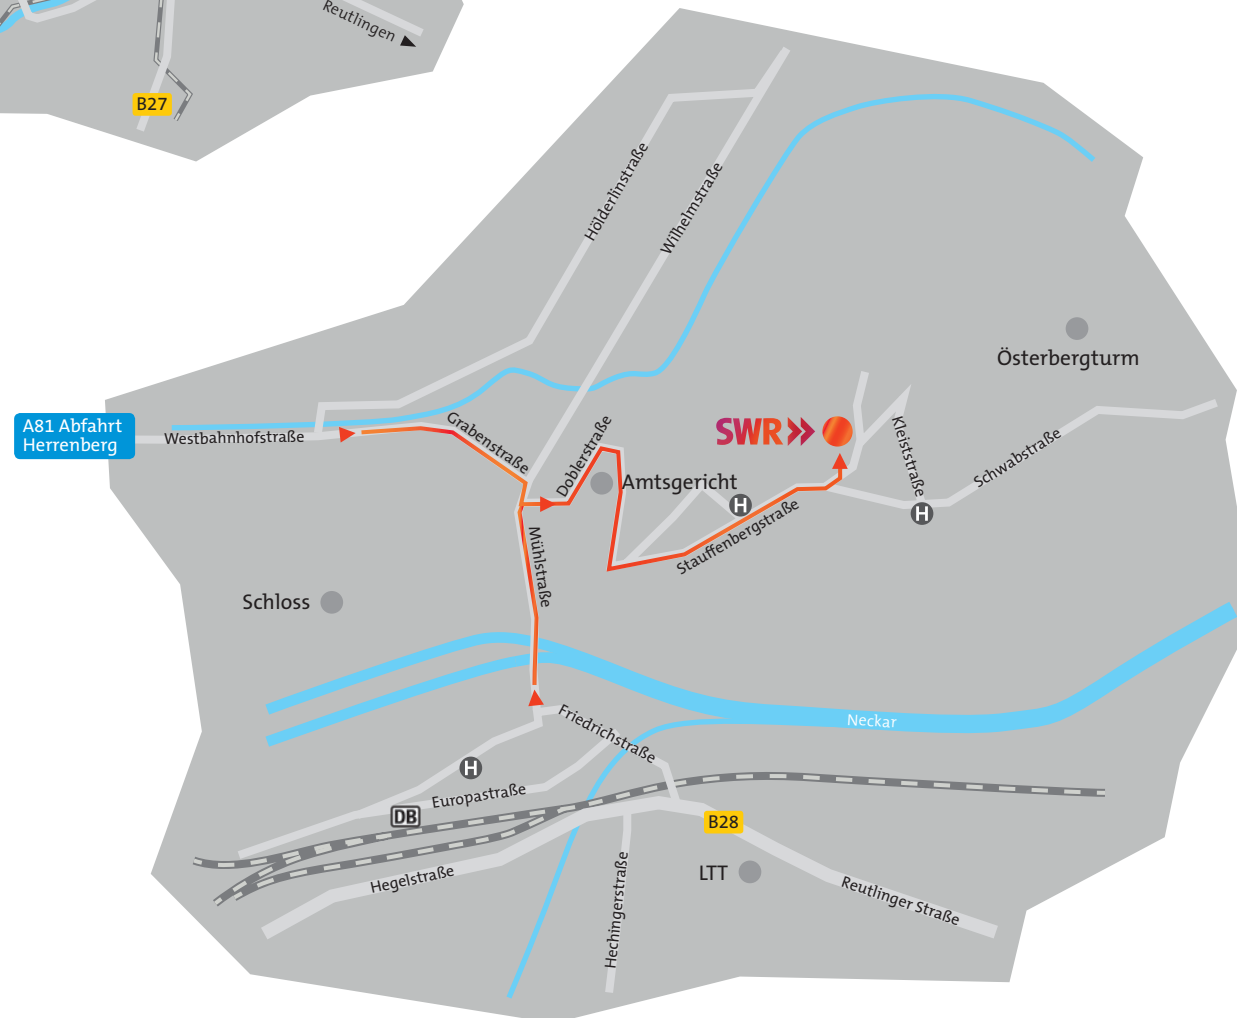 Reutlingen
B27
Hölderlinstraße
Wilhelmstraße
Österbergturm
A81 Abfahrt
Herrenberg
Westbahnhofstraße
Grabenstraße
Doblerstraße
SWR
Kleiststraße
Schwabstraße
Amtsgericht
H
H
Stauffenbergstraße
Mühlstraße
Schloss
Neckar
Friedrichstraße
H
Europastraße
DB
B28
Hegelstraße
Hechingerstraße
LTT
Reutlinger Straße